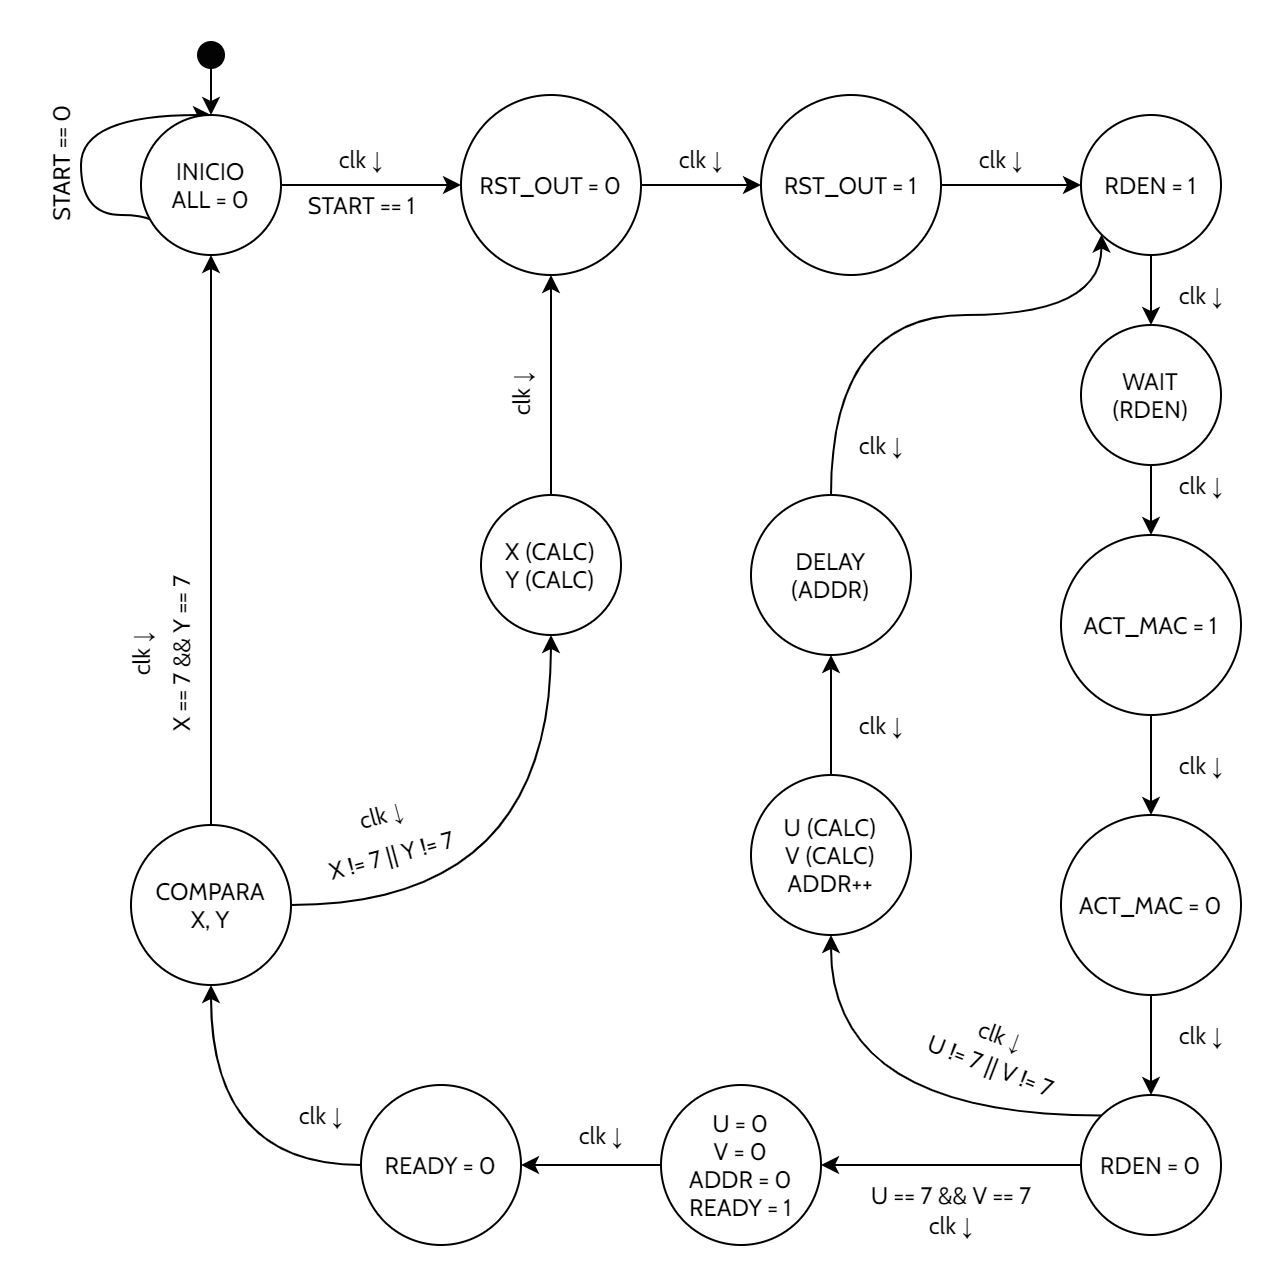 START == 0
INICIO
ALL = 0
clk ↓
START == 1
RST_OUT = 0
clk ↓
RST_OUT = 1
clk ↓
RDEN = 1
clk ↓
WAIT
(RDEN)
clk ↓
ACT_MAC = 1
clk ↓
ACT_MAC = 0
clk ↓
RDEN = 0
clk ↓
U != 7 || V != 7
U (CALC)
V (CALC)
ADDR++
clk ↓
DELAY
(ADDR)
clk ↓
U == 7 && V == 7
clk ↓
U = 0
V = 0
ADDR = 0
READY = 1
clk ↓
READY = 0
clk ↓
COMPARA
X, Y
clk ↓
X != 7 || Y != 7
X (CALC)
Y (CALC)
clk ↓
clk ↓
X == 7 && Y == 7